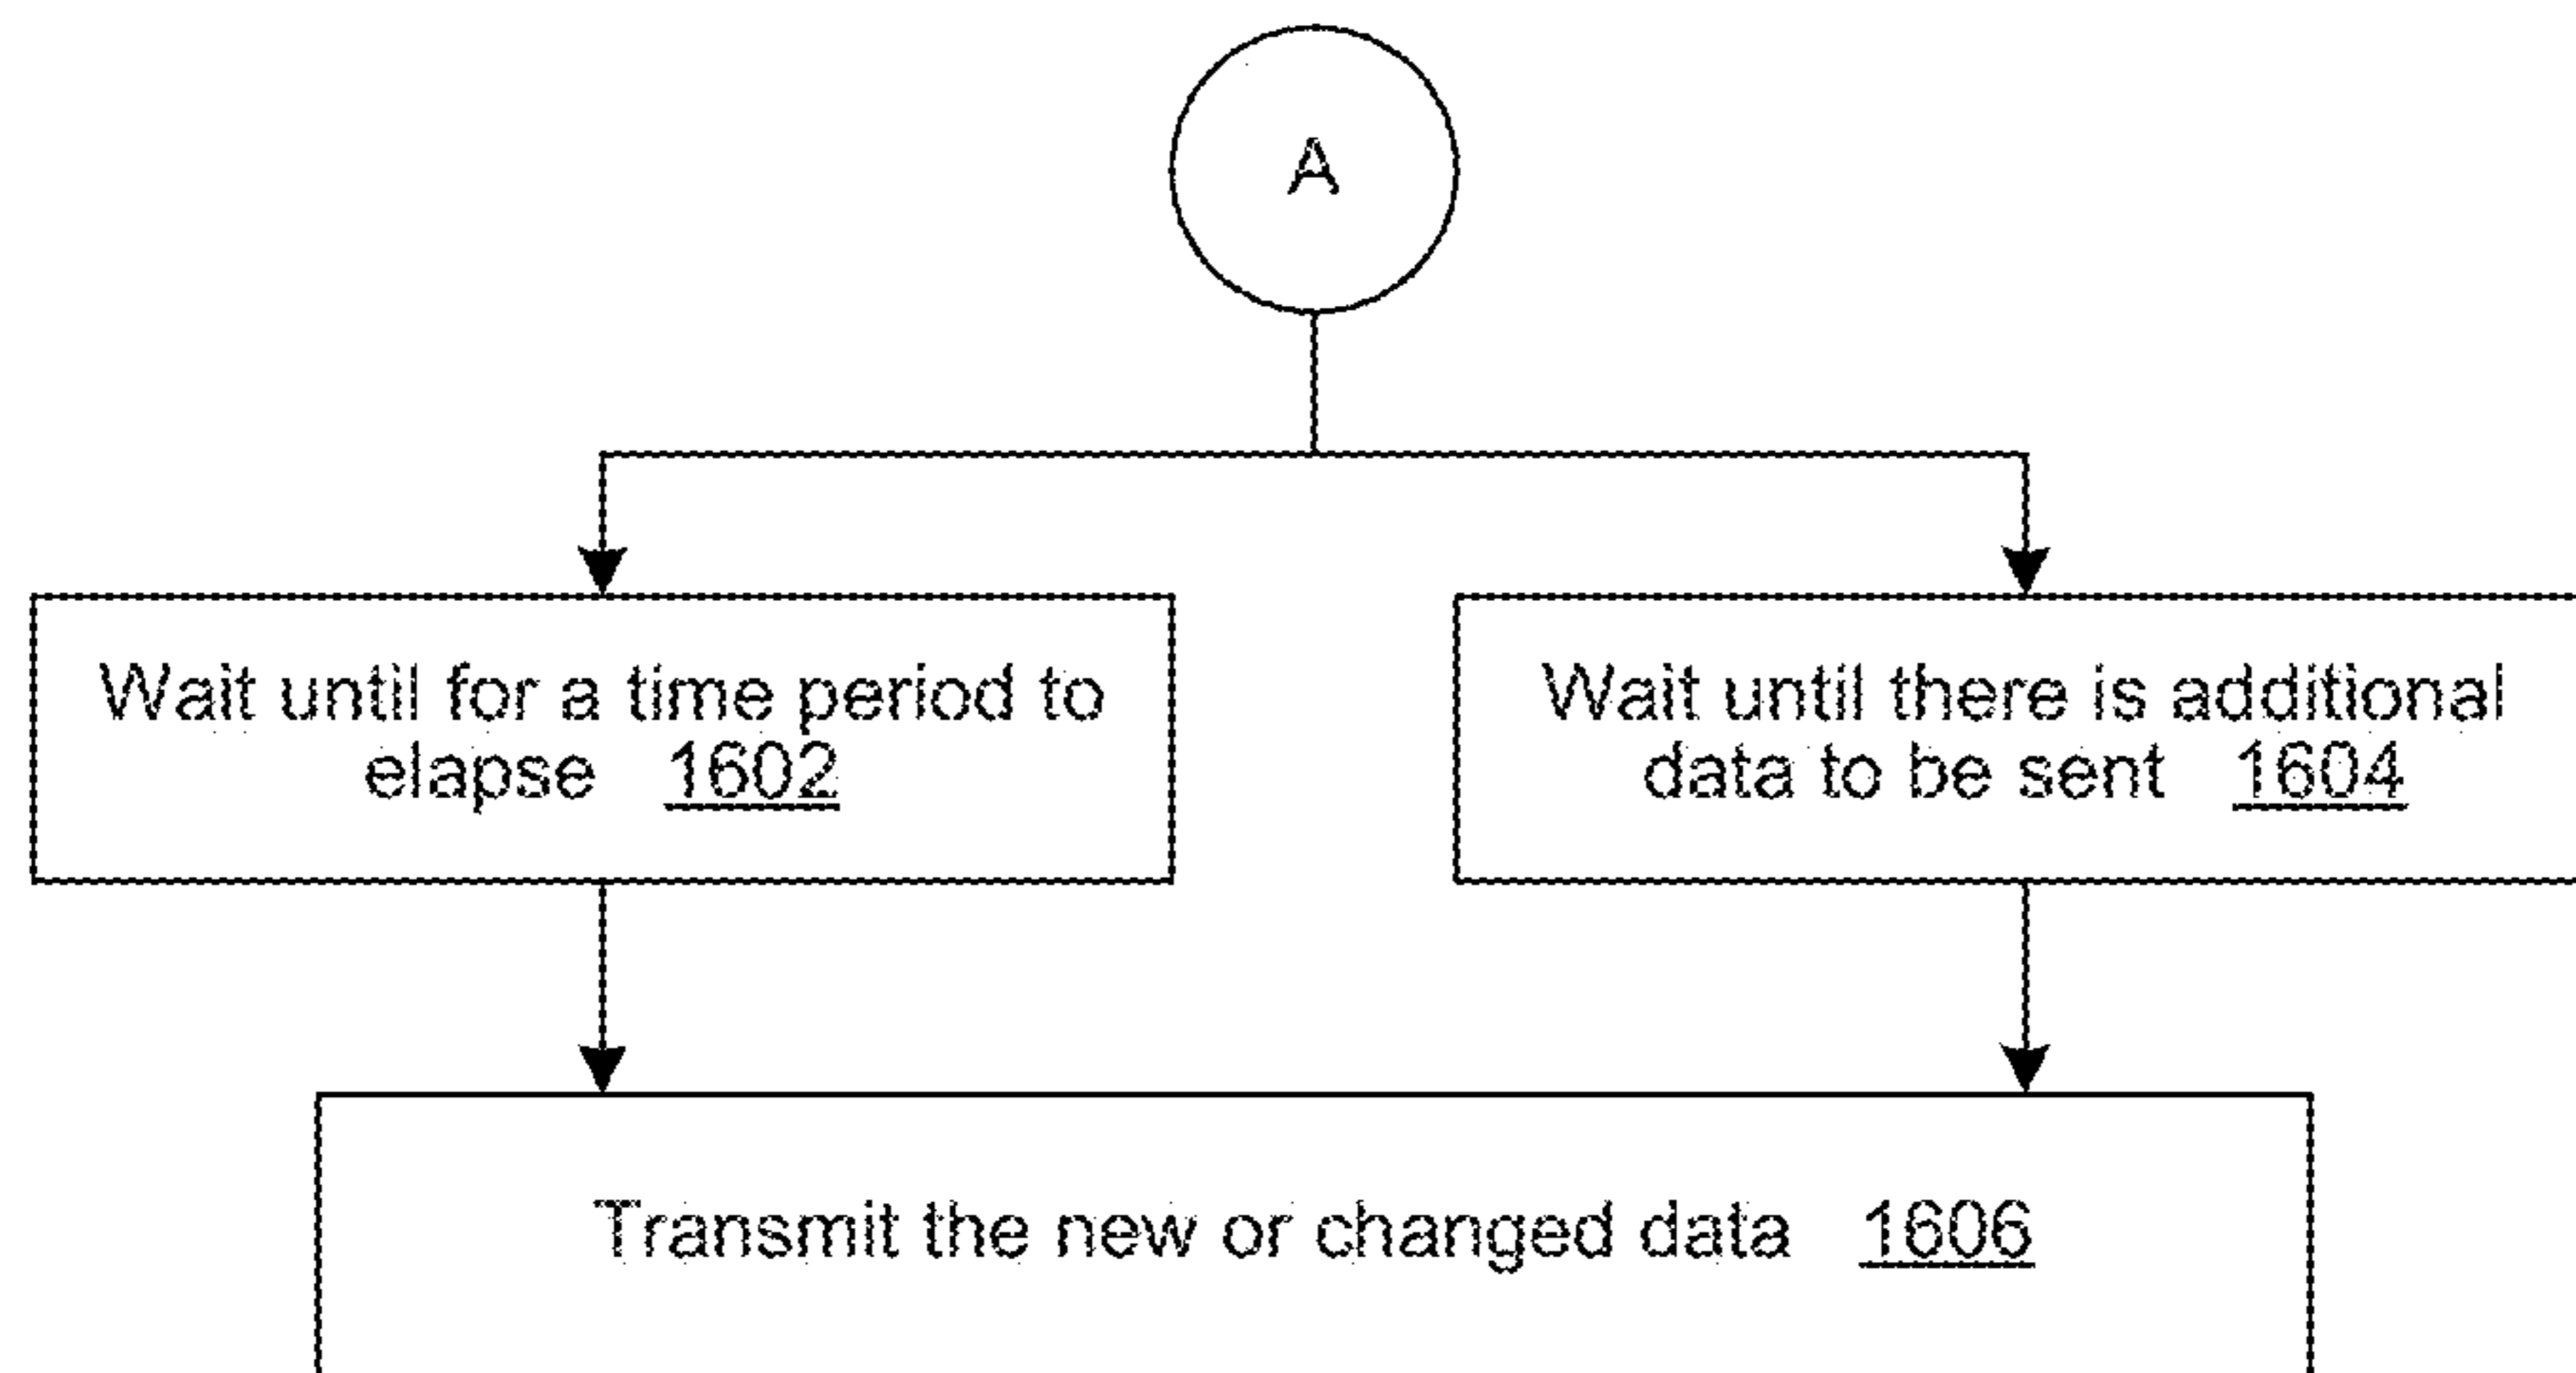 A
Wait until for a time period to
elapse 1602
Wait until there is additional
data to be sent 1604
Transmit the new or changed data 1606